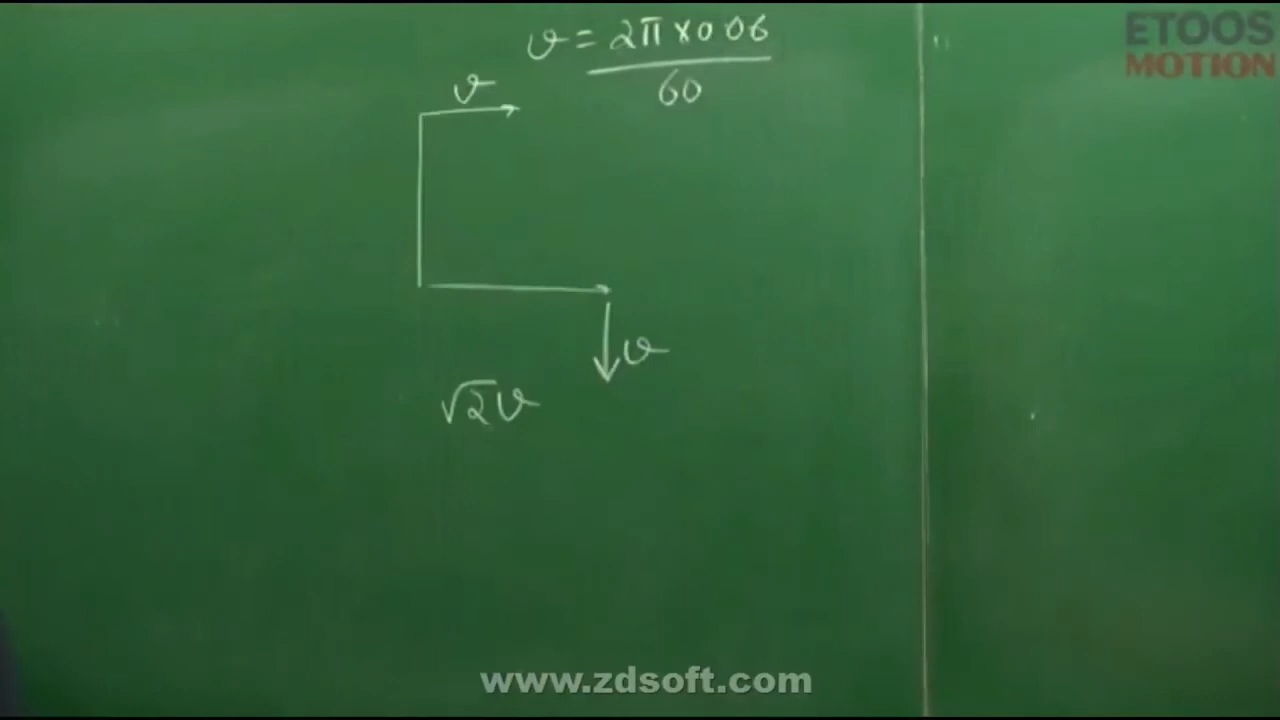 v = 2π × 0.06
60
v
v
√2v
ETOOS
MOTION
www.zdsoft.com